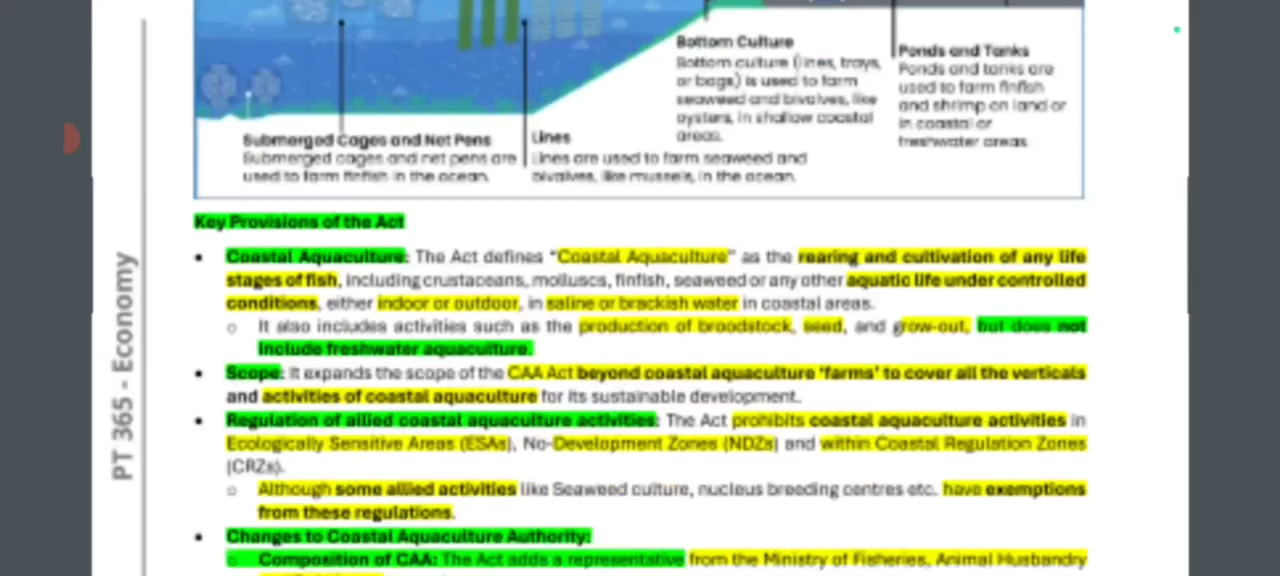 Bottom Culture
Bottom culture (lines, trays,
or bags) is used to farm
seaweed and bivalves, like
oysters, in shallow coastal
areas.
Ponds and Tanks
Ponds and tanks are
used to farm finfish
and shrimp on land or
in coastal or
freshwater areas.
Submerged Cages and Net Pens
Submerged cages and net pens are
used to farm finfish in the ocean.
Lines
Lines are used to farm seaweed and
bivalves, like mussels, in the ocean.
PT 365 - Economy
Key Provisions of the Act
• Coastal Aquaculture: The Act defines "Coastal Aquaculture" as the rearing and cultivation of any life
stages of fish, including crustaceans, molluscs, finfish, seaweed or any other aquatic life under controlled
conditions, either indoor or outdoor, in saline or brackish water in coastal areas.
o It also includes activities such as the production of broodstock, seed, and grow-out, but does not
include freshwater aquaculture.
• Scope: It expands the scope of the CAA Act beyond coastal aquaculture 'farms' to cover all the verticals
and activities of coastal aquaculture for its sustainable development.
• Regulation of allied coastal aquaculture activities: The Act prohibits coastal aquaculture activities in
Ecologically Sensitive Areas (ESAs), No-Development Zones (NDZs) and within Coastal Regulation Zones
(CRZs).
o Although some allied activities like Seaweed culture, nucleus breeding centres etc. have exemptions
from these regulations.
• Changes to Coastal Aquaculture Authority:
o Composition of CAA: The Act adds a representative from the Ministry of Fisheries, Animal Husbandry